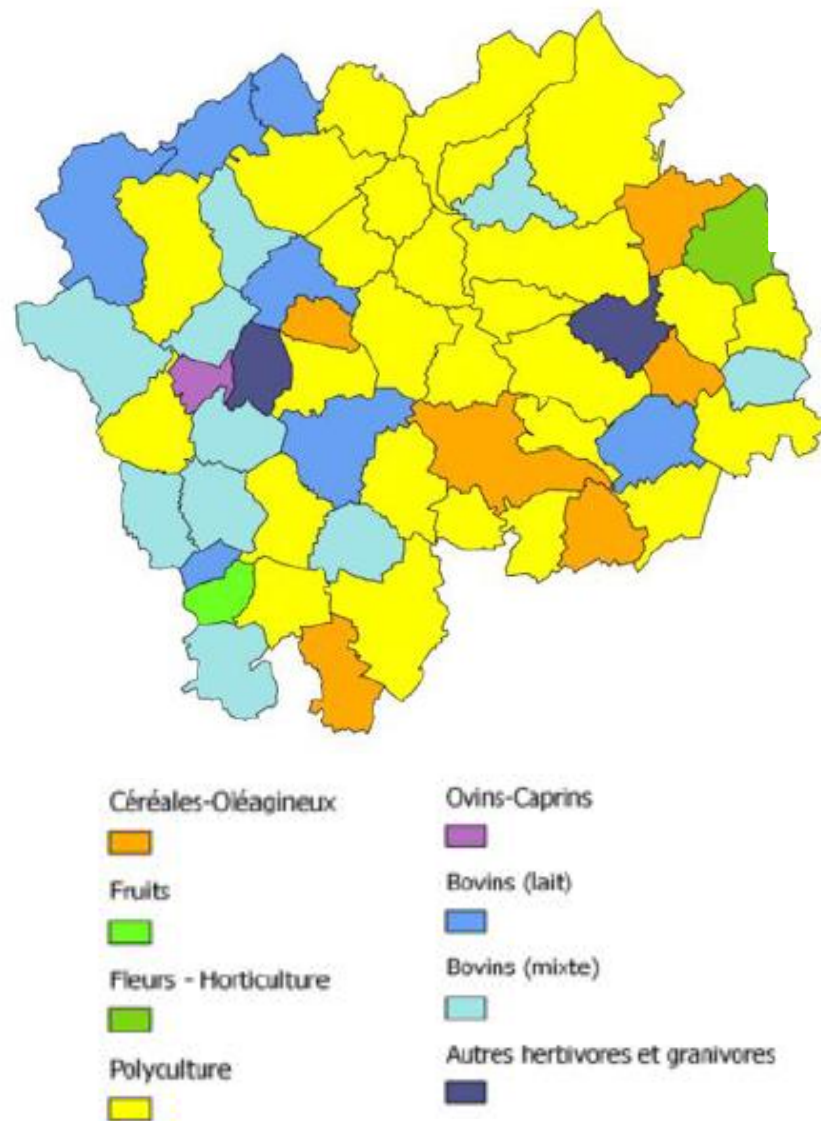 Céréales-Oléagineux
Fruits
Fleurs - Horticulture
Polyculture
Ovins-Caprins
Bovins (lait)
Bovins (mixte)
Autres herbivores et granivores